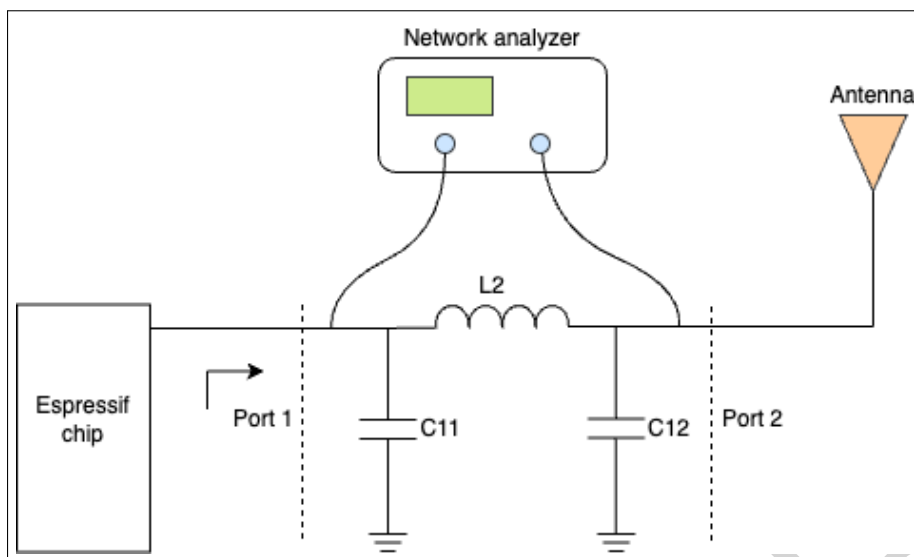 Network analyzer
Antenna
L2
Espressif
chip
Port 1
C11
C12
Port 2